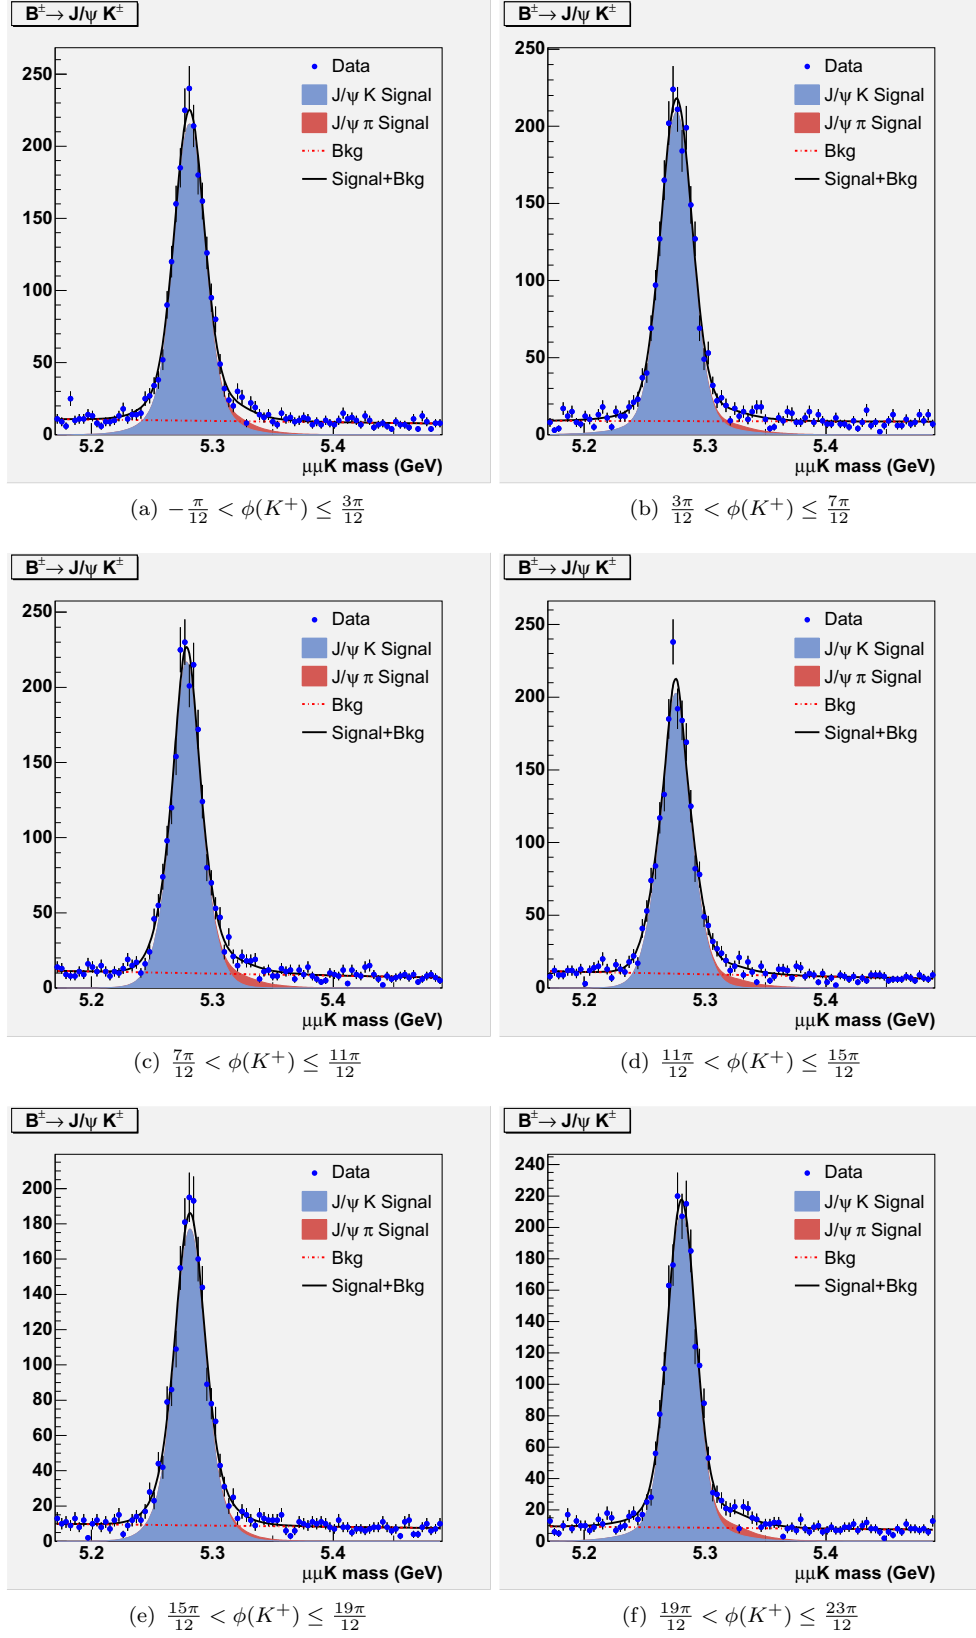 B± → J/ψ K±
Data
J/ψ K Signal
J/ψ π Signal
Bkg
Signal+Bkg
250
200
150
100
50
0
5.2 5.3 5.4
μμK mass (GeV)
(a) −π/12 < ϕ(K⁺) ≤ 3π/12
B± → J/ψ K±
Data
J/ψ K Signal
J/ψ π Signal
Bkg
Signal+Bkg
250
200
150
100
50
0
5.2 5.3 5.4
μμK mass (GeV)
(b) 3π/12 < ϕ(K⁺) ≤ 7π/12
B± → J/ψ K±
Data
J/ψ K Signal
J/ψ π Signal
Bkg
Signal+Bkg
250
200
150
100
50
0
5.2 5.3 5.4
μμK mass (GeV)
(c) 7π/12 < ϕ(K⁺) ≤ 11π/12
B± → J/ψ K±
Data
J/ψ K Signal
J/ψ π Signal
Bkg
Signal+Bkg
250
200
150
100
50
0
5.2 5.3 5.4
μμK mass (GeV)
(d) 11π/12 < ϕ(K⁺) ≤ 15π/12
B± → J/ψ K±
Data
J/ψ K Signal
J/ψ π Signal
Bkg
Signal+Bkg
200
180
160
140
120
100
80
60
40
20
0
5.2 5.3 5.4
μμK mass (GeV)
(e) 15π/12 < ϕ(K⁺) ≤ 19π/12
B± → J/ψ K±
Data
J/ψ K Signal
J/ψ π Signal
Bkg
Signal+Bkg
240
220
200
180
160
140
120
100
80
60
40
20
0
5.2 5.3 5.4
μμK mass (GeV)
(f) 19π/12 < ϕ(K⁺) ≤ 23π/12